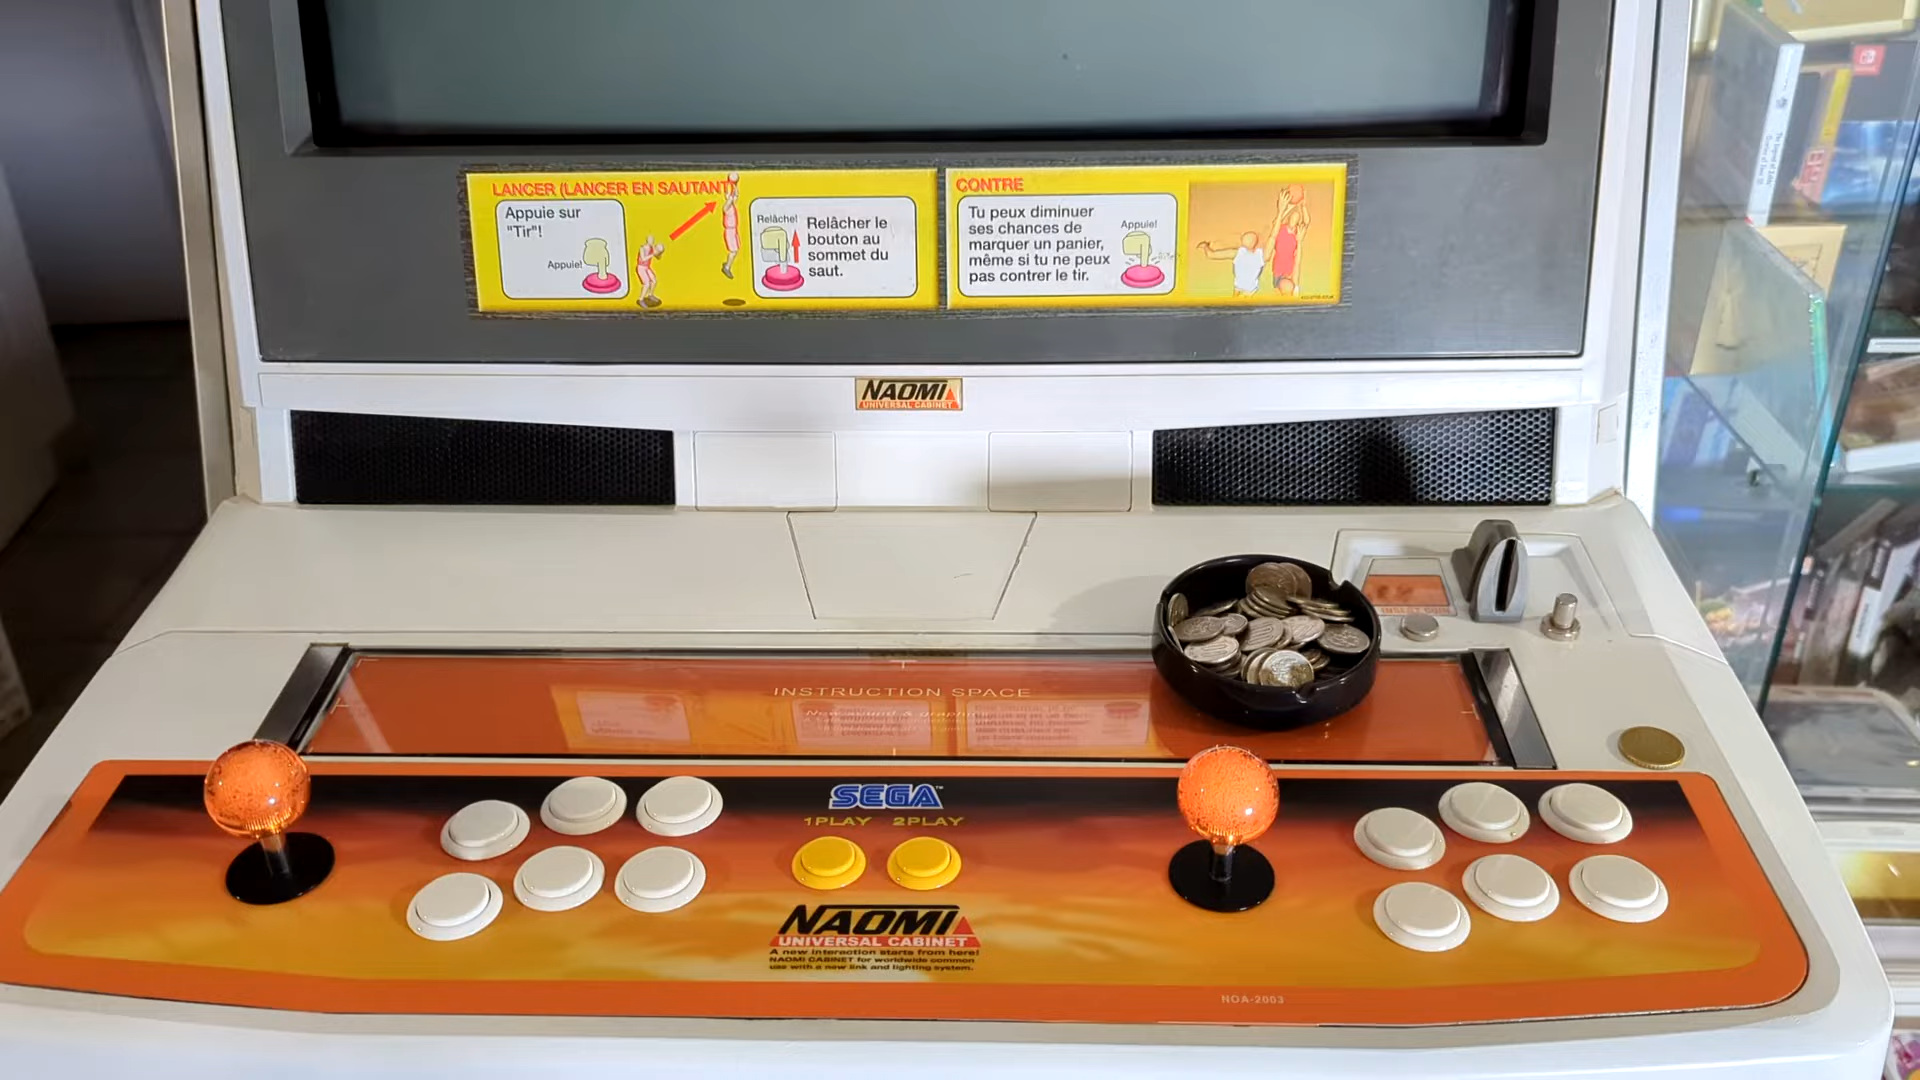 LANCER (LANCER EN SAUTANT)
Appuie sur
"Tir"!
Appuie!
Relâche!
Relâcher le
bouton au
sommet du
saut.
CONTRE
Tu peux diminuer
ses chances de
marquer un panier,
même si tu ne peux
pas contrer le tir.
Appuie!
NAOMI
UNIVERSAL CABINET
INSERT COIN
INSTRUCTION SPACE
SEGA
1PLAY 2PLAY
NAOMI
UNIVERSAL CABINET
A new interaction starts from here!
NAOMI CABINET for worldwide common
use with a new link and lighting system.
NOA-2003